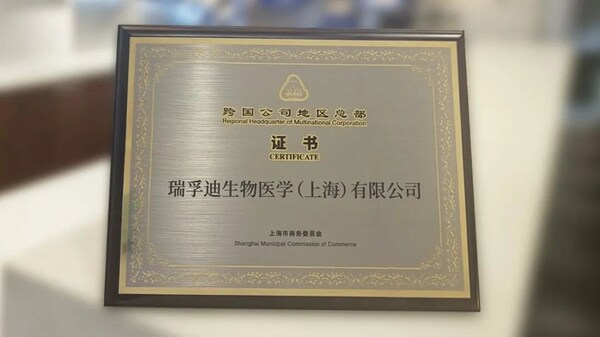 跨国公司地区总部
Regional Headquarter of Multinational Corporation
证书
CERTIFICATE
瑞孚迪生物医学(上海)有限公司
上海市商务委员会
Shanghai Municipal Commission of Commerce